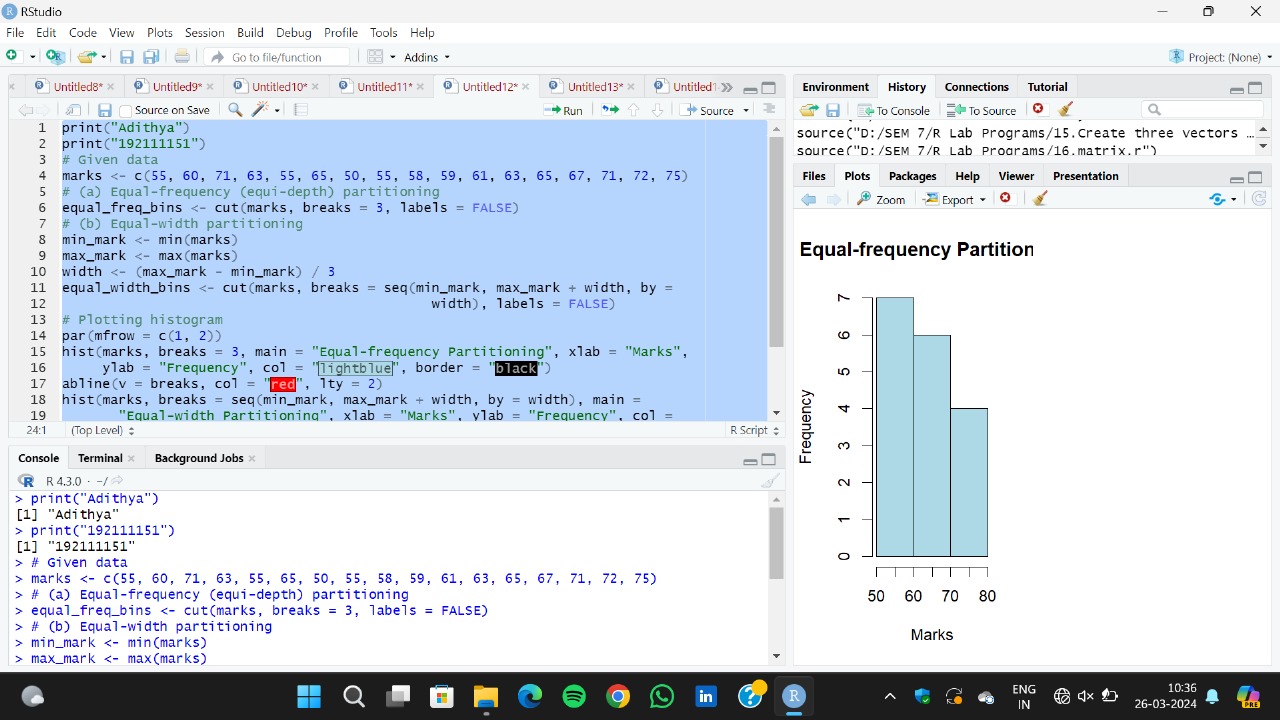 RStudio
File Edit Code View Plots Session Build Debug Profile Tools Help
Go to file/function Addins Project: (None)
Untitled8* Untitled9* Untitled10* Untitled11* Untitled12* Untitled13* Untitled1
Source on Save Run Source
1 print("Adithya")
2 print("192111151")
3 # Given data
4 marks <- c(55, 60, 71, 63, 55, 65, 50, 55, 58, 59, 61, 63, 65, 67, 71, 72, 75)
5 # (a) Equal-frequency (equi-depth) partitioning
6 equal_freq_bins <- cut(marks, breaks = 3, labels = FALSE)
7 # (b) Equal-width partitioning
8 min_mark <- min(marks)
9 max_mark <- max(marks)
10 width <- (max_mark - min_mark) / 3
11 equal_width_bins <- cut(marks, breaks = seq(min_mark, max_mark + width, by =
12 width), labels = FALSE)
13 # Plotting histogram
14 par(mfrow = c(1, 2))
15 hist(marks, breaks = 3, main = "Equal-frequency Partitioning", xlab = "Marks",
16 ylab = "Frequency", col = "lightblue", border = "black")
17 abline(v = breaks, col = "red", lty = 2)
18 hist(marks, breaks = seq(min_mark, max_mark + width, by = width), main =
19 "Equal-width Partitioning", xlab = "Marks", ylab = "Frequency", col =
24:1 (Top Level) R Script
Console Terminal Background Jobs
R 4.3.0 · ~/
> print("Adithya")
[1] "Adithya"
> print("192111151")
[1] "192111151"
> # Given data
> marks <- c(55, 60, 71, 63, 55, 65, 50, 55, 58, 59, 61, 63, 65, 67, 71, 72, 75)
> # (a) Equal-frequency (equi-depth) partitioning
> equal_freq_bins <- cut(marks, breaks = 3, labels = FALSE)
> # (b) Equal-width partitioning
> min_mark <- min(marks)
> max_mark <- max(marks)
Environment History Connections Tutorial
To Console To Source
source("D:/SEM 7/R Lab Programs/15.Create three vectors …
source("D:/SEM 7/R Lab Programs/16.matrix.r")
Files Plots Packages Help Viewer Presentation
Zoom Export
Equal-frequency Partition
Frequency
7
6
5
4
3
2
1
0
50 60 70 80
Marks
ENG
IN
10:36
26-03-2024
PRE